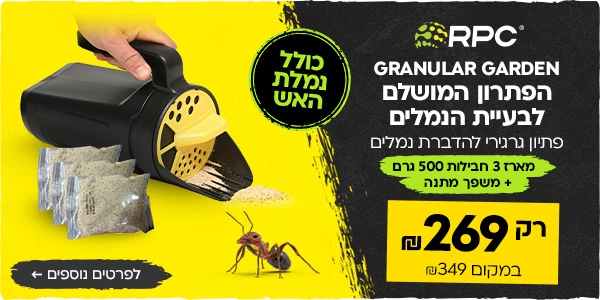 RPC®
GRANULAR GARDEN
הפתרון המושלם
לבעיית הנמלים
פתיון גרגירי להדברת נמלים
מארז 3 חבילות 500 גרם
+ משפך מתנה
רק 269 ₪
במקום 349 ₪
כולל
נמלת
האש
לפרטים נוספים ←